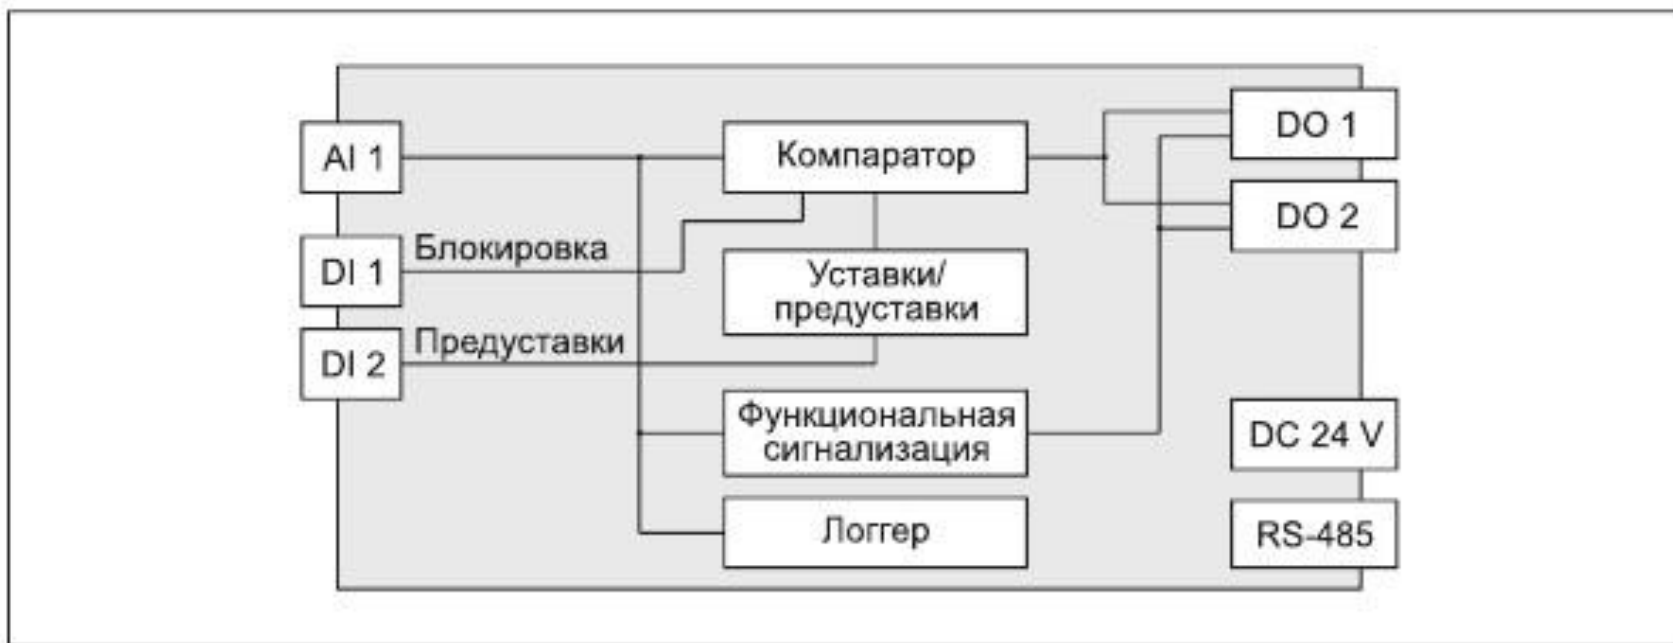 AI 1
Компаратор
DO 1
DO 2
Блокировка
DI 1
Уставки/
предуставки
Предуставки
DI 2
Функциональная
сигнализация
DC 24 V
Логгер
RS-485